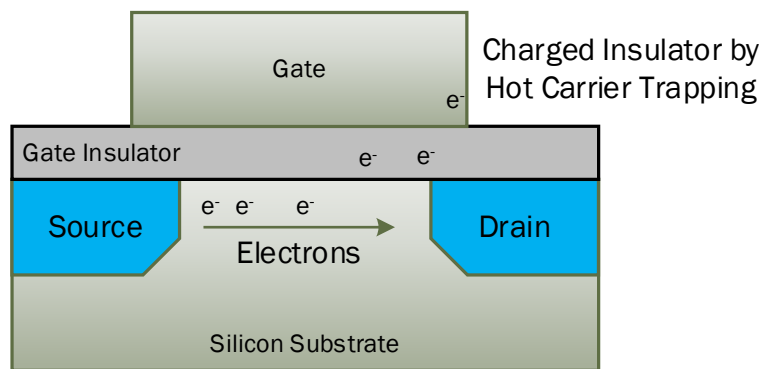 Gate
Charged Insulator by
Hot Carrier Trapping
e-
Gate Insulator
e- e-
Source
e- e- e-
Electrons
Drain
Silicon Substrate